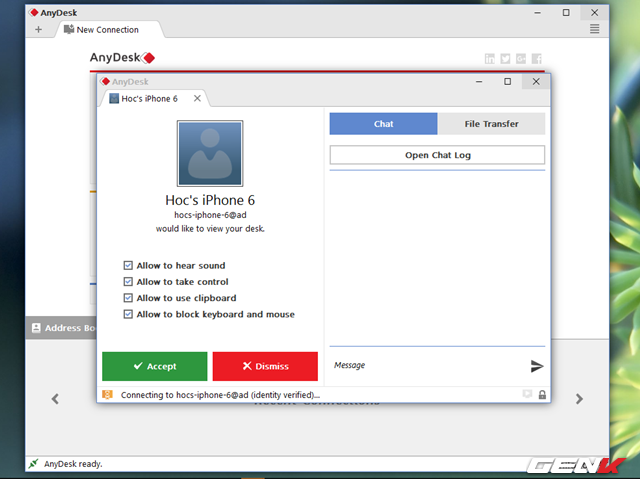 AnyDesk
New Connection
AnyDesk
AnyDesk
Hoc's iPhone 6
Hoc's iPhone 6
hocs-iphone-6@ad
would like to view your desk.
Allow to hear sound
Allow to take control
Allow to use clipboard
Allow to block keyboard and mouse
Accept
Dismiss
Chat
File Transfer
Open Chat Log
Message
Connecting to hocs-iphone-6@ad (identity verified)...
Address Bo
AnyDesk ready.
GENK